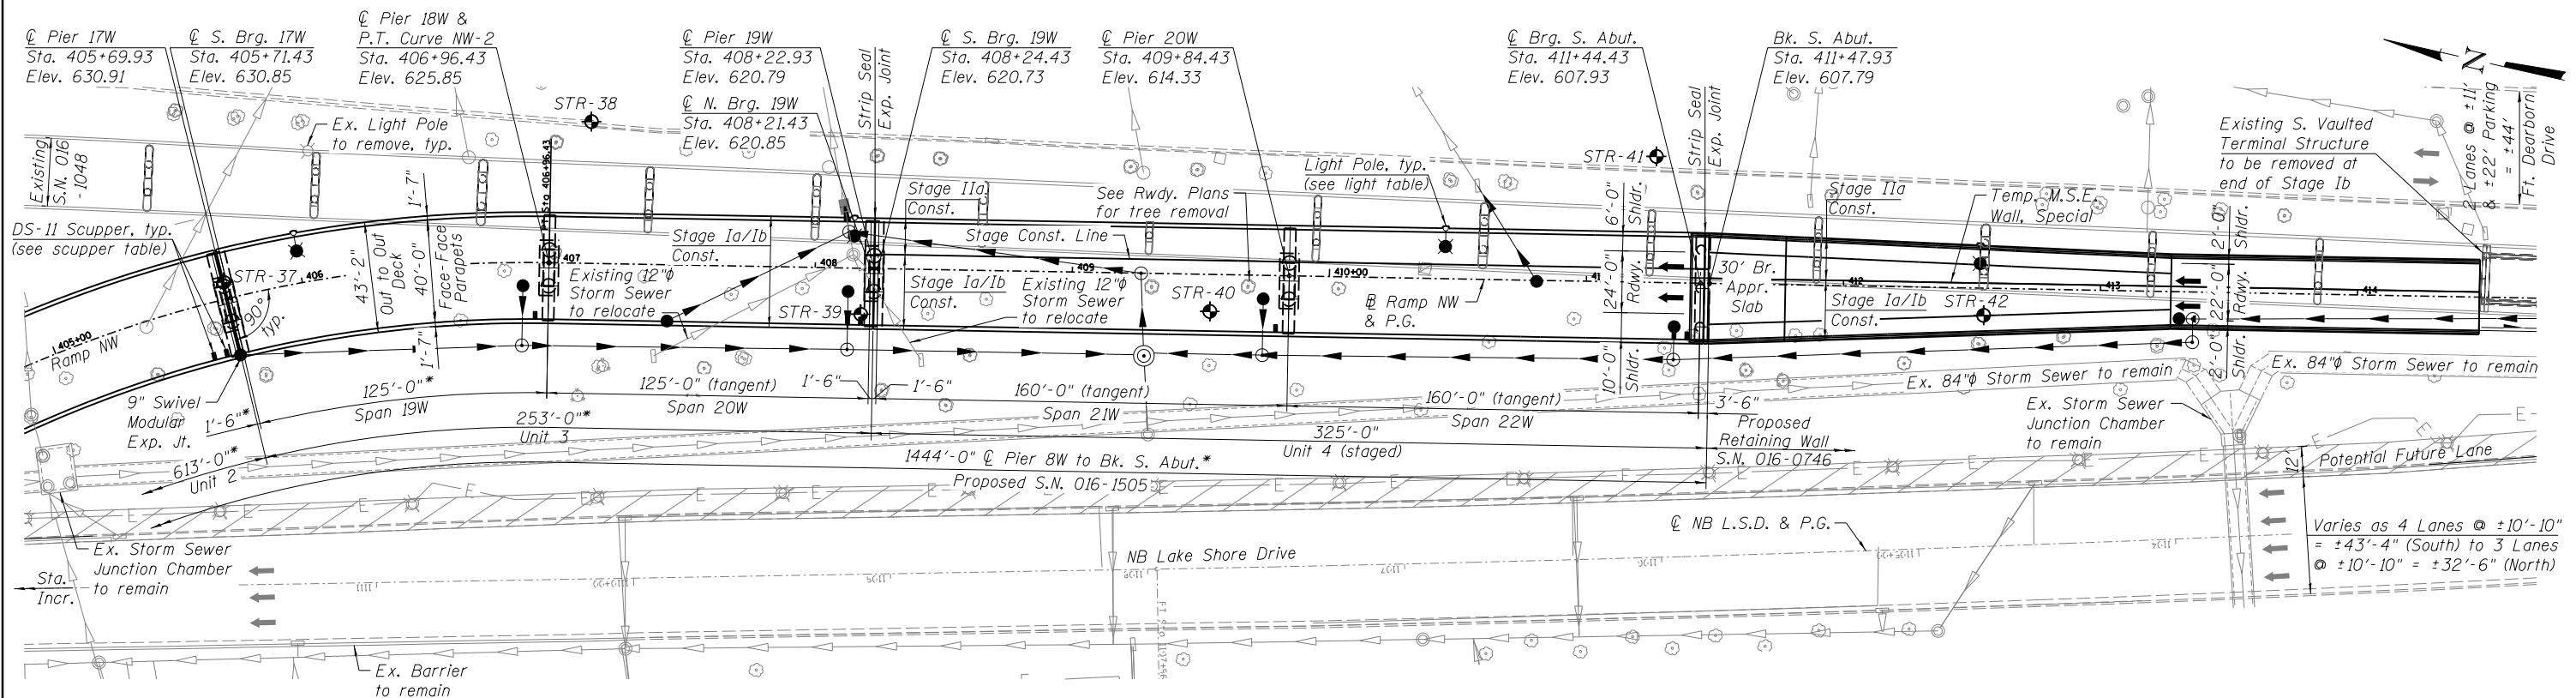 ℄ Pier 17W
Sta. 405+69.93
Elev. 630.91
℄ S. Brg. 17W
Sta. 405+71.43
Elev. 630.85
℄ Pier 18W &
P.T. Curve NW-2
Sta. 406+96.43
Elev. 625.85
℄ Pier 19W
Sta. 408+22.93
Elev. 620.79
℄ N. Brg. 19W
Sta. 408+21.43
Elev. 620.85
Strip Seal
Exp. Joint
℄ S. Brg. 19W
Sta. 408+24.43
Elev. 620.73
℄ Pier 20W
Sta. 409+84.43
Elev. 614.33
℄ Brg. S. Abut.
Sta. 411+44.43
Elev. 607.93
Strip Seal
Exp. Joint
Bk. S. Abut.
Sta. 411+47.93
Elev. 607.79
N
2 Lanes @ ±11'
& ±22' Parking
= ±44'
Ft. Dearborn
Drive
Existing S. Vaulted
Terminal Structure
to be removed at
end of Stage Ib
STR-38
Ex. Light Pole
to remove, typ.
Existing
S.N. 016
-1048
STR-41
Light Pole, typ.
(see light table)
See Rwdy. Plans
for tree removal
Stage IIa
Const.
Stage IIa
Const.
Temp. M.S.E.
Wall, Special
DS-11 Scupper, typ.
(see scupper table)
43'-2"
Out to Out
Deck
1'-7"
40'-0"
Face-Face
Parapets
1'-7"
Sta 406+96.43
Stage Ia/Ib
Const.
Stage Const. Line
6'-0"
Shldr.
24'-0"
Rdwy.
10'-0"
Shldr.
2'-0"
Shldr.
22'-0"
Rdwy.
2'-0"
Shldr.
STR-37
406
90°
typ.
407
408
409
410+00
41
412
413
414
405+00
Ramp NW
Existing 12"ϕ
Storm Sewer
to relocate
STR-39
Stage Ia/Ib
Const.
Existing 12"ϕ
Storm Sewer
to relocate
STR-40
℄ Ramp NW
& P.G.
30' Br.
Appr.
Slab
Stage Ia/Ib
Const.
STR-42
9" Swivel
Modular
Exp. Jt.
1'-6"*
125'-0"*
Span 19W
125'-0" (tangent)
Span 20W
1'-6"
1'-6"
160'-0" (tangent)
Span 21W
160'-0" (tangent)
Span 22W
3'-6"
Proposed
Retaining Wall
S.N. 016-0746
Ex. 84"ϕ Storm Sewer to remain
Ex. 84"ϕ Storm Sewer to remain
Ex. Storm Sewer
Junction Chamber
to remain
613'-0"*
Unit 2
253'-0"*
Unit 3
325'-0"
Unit 4 (staged)
1444'-0" ℄ Pier 8W to Bk. S. Abut.*
Proposed S.N. 016-1505
12'
Potential Future Lane
Ex. Storm Sewer
Junction Chamber
to remain
Sta.
Incr.
NB Lake Shore Drive
℄ NB L.S.D. & P.G.
Varies as 4 Lanes @ ±10'-10"
= ±43'-4" (South) to 3 Lanes
@ ±10'-10" = ±32'-6" (North)
Ex. Barrier
to remain